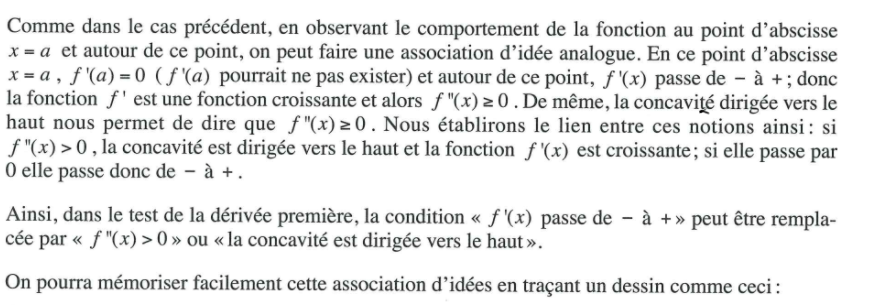 Comme dans le cas précédent, en observant le comportement de la fonction au point d'abscisse
x = a et autour de ce point, on peut faire une association d'idée analogue. En ce point d'abscisse
x = a , f '(a) = 0 ( f '(a) pourrait ne pas exister) et autour de ce point, f '(x) passe de − à + ; donc
la fonction f ' est une fonction croissante et alors f "(x) ≥ 0 . De même, la concavité dirigée vers le
haut nous permet de dire que f "(x) ≥ 0 . Nous établirons le lien entre ces notions ainsi : si
f "(x) > 0 , la concavité est dirigée vers le haut et la fonction f '(x) est croissante ; si elle passe par
0 elle passe donc de − à + .
Ainsi, dans le test de la dérivée première, la condition « f '(x) passe de − à + » peut être rempla-
cée par « f "(x) > 0 » ou « la concavité est dirigée vers le haut ».
On pourra mémoriser facilement cette association d'idées en traçant un dessin comme ceci :